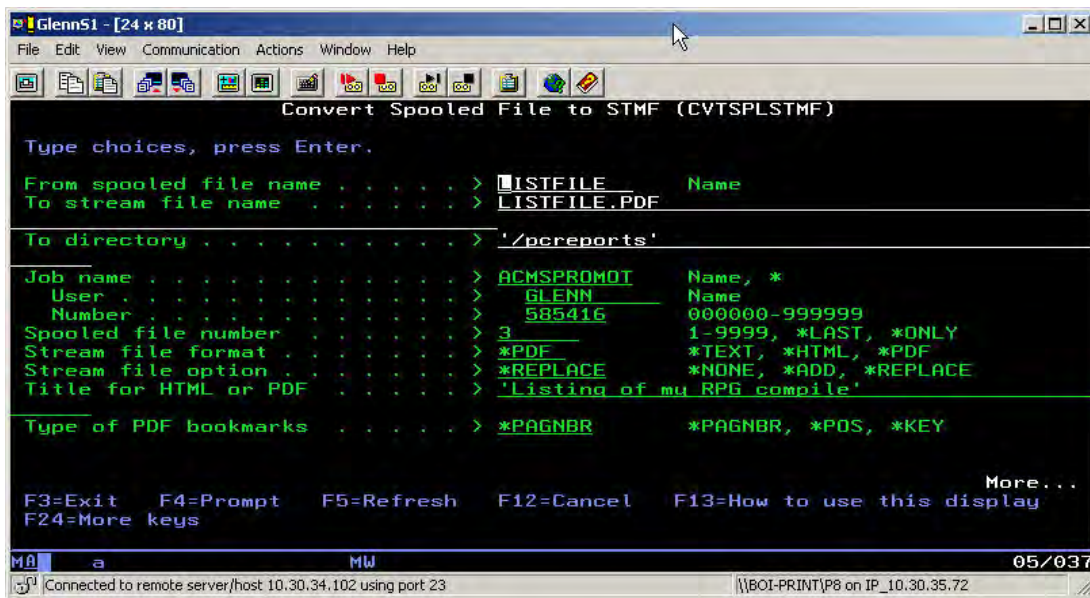 GlennS1 - [24 x 80]
File Edit View Communication Actions Window Help
Convert Spooled File to STMF (CVTSPLSTMF)
Type choices, press Enter.
From spooled file name . . . . . > LISTFILE Name
To stream file name . . . . . . > LISTFILE.PDF
To directory . . . . . . . . . . > '/pcreports'
Job name . . . . . . . . . . . . > ACMSPROMOT Name, *
User . . . . . . . . . . . . . > GLENN Name
Number . . . . . . . . . . . . > 585416 000000-999999
Spooled file number . . . . . . > 3 1-9999, *LAST, *ONLY
Stream file format . . . . . . . > *PDF *TEXT, *HTML, *PDF
Stream file option . . . . . . . > *REPLACE *NONE, *ADD, *REPLACE
Title for HTML or PDF . . . . . > 'Listing of my RPG compile'
Type of PDF bookmarks . . . . . > *PAGNBR *PAGNBR, *POS, *KEY
More...
F3=Exit F4=Prompt F5=Refresh F12=Cancel F13=How to use this display
F24=More keys
MA a MW 05/037
Connected to remote server/host 10.30.34.102 using port 23 \\BOI-PRINT\P8 on IP_10.30.35.72